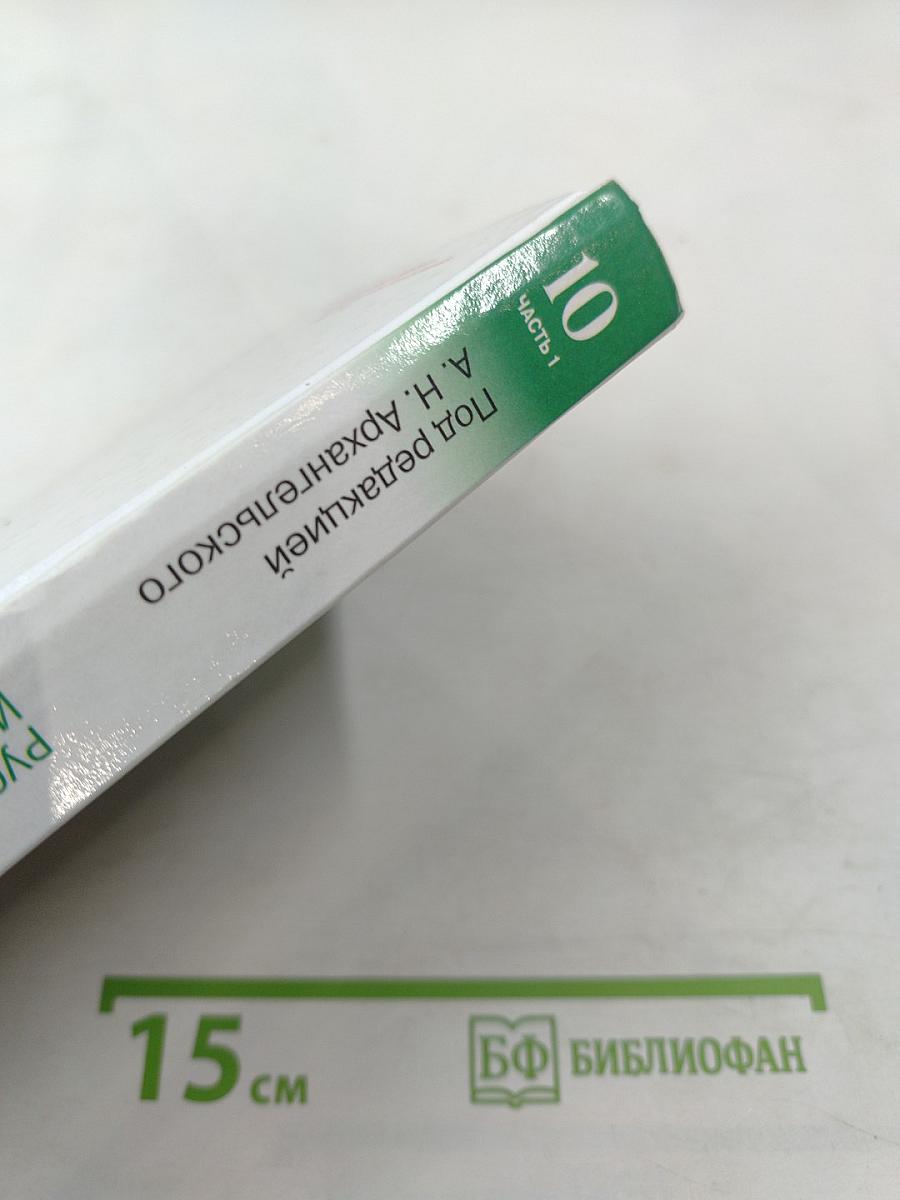 10
ЧАСТЬ 1
Под редакцией
А. Н. Архангельского
15 см
БФ БИБЛИОФАН